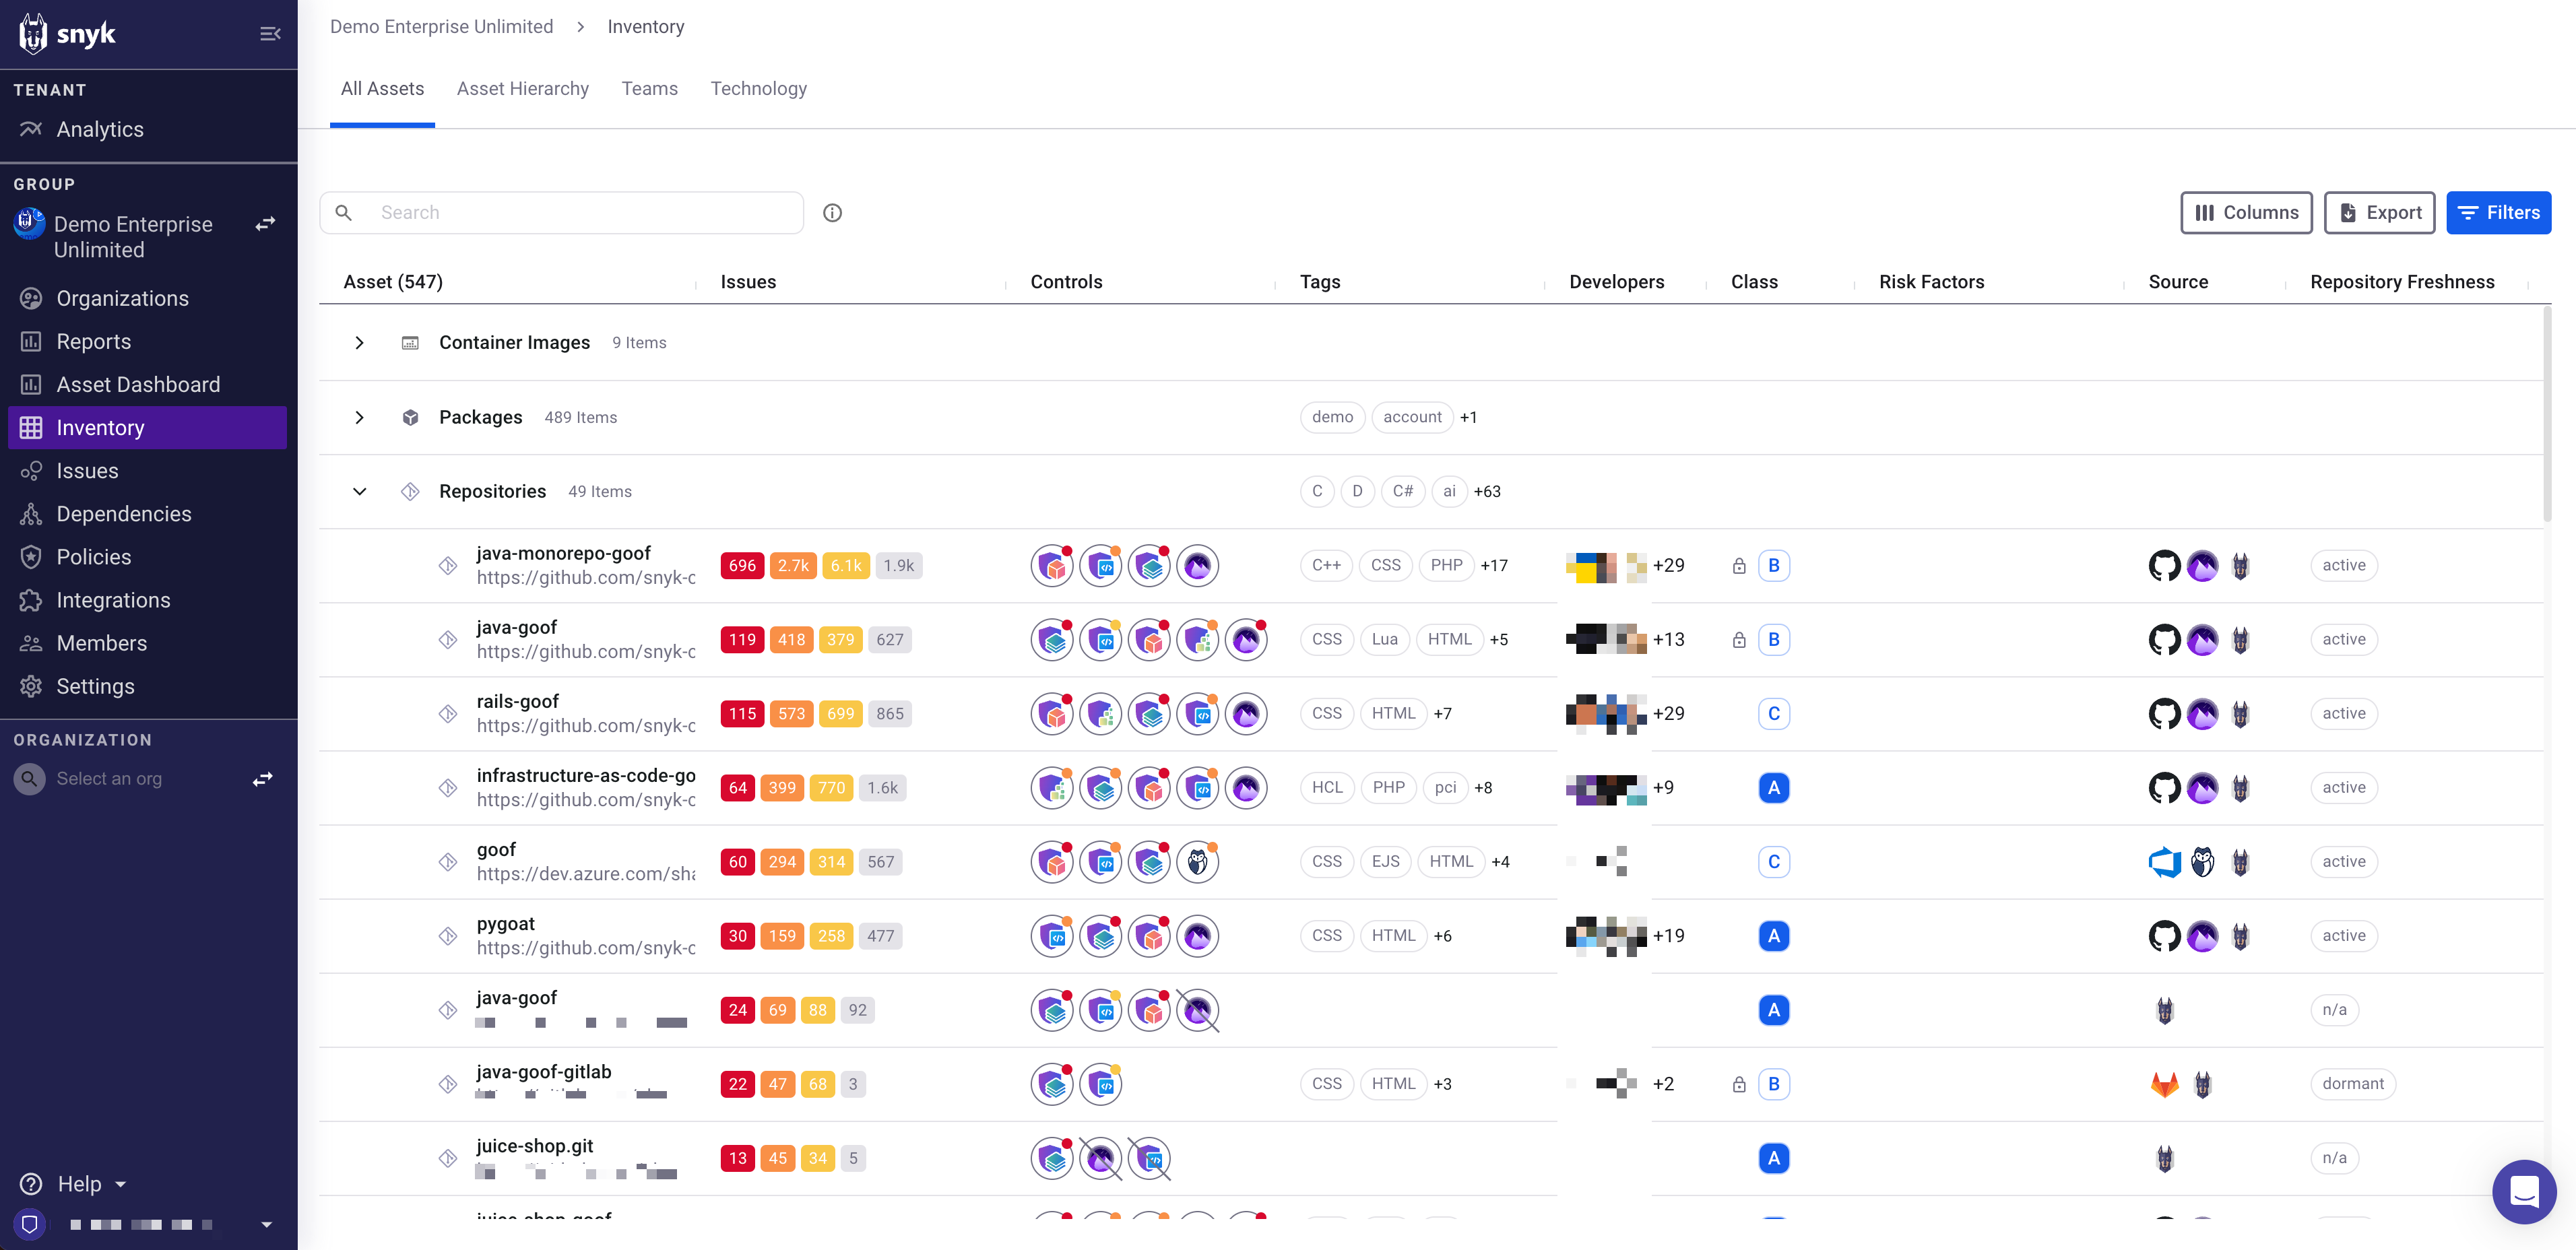 snyk
TENANT
Analytics
GROUP
Demo Enterprise
Unlimited
Organizations
Reports
Asset Dashboard
Inventory
Issues
Dependencies
Policies
Integrations
Members
Settings
ORGANIZATION
Select an org
Help
Demo Enterprise Unlimited > Inventory
All Assets Asset Hierarchy Teams Technology
Search
Columns Export Filters
Asset (547) Issues Controls Tags Developers Class Risk Factors Source Repository Freshness
Container Images 9 Items
Packages 489 Items demo account +1
Repositories 49 Items C D C# ai +63
java-monorepo-goof
https://github.com/snyk-c
696 2.7k 6.1k 1.9k C++ CSS PHP +17 +29 B active
java-goof
https://github.com/snyk-c
119 418 379 627 CSS Lua HTML +5 +13 B active
rails-goof
https://github.com/snyk-c
115 573 699 865 CSS HTML +7 +29 C active
infrastructure-as-code-go
https://github.com/snyk-c
64 399 770 1.6k HCL PHP pci +8 +9 A active
goof
https://dev.azure.com/sha
60 294 314 567 CSS EJS HTML +4 C active
pygoat
https://github.com/snyk-c
30 159 258 477 CSS HTML +6 +19 A active
java-goof
24 69 88 92 A n/a
java-goof-gitlab
22 47 68 3 CSS HTML +3 +2 B dormant
juice-shop.git
13 45 34 5 A n/a
juice-shop-goof